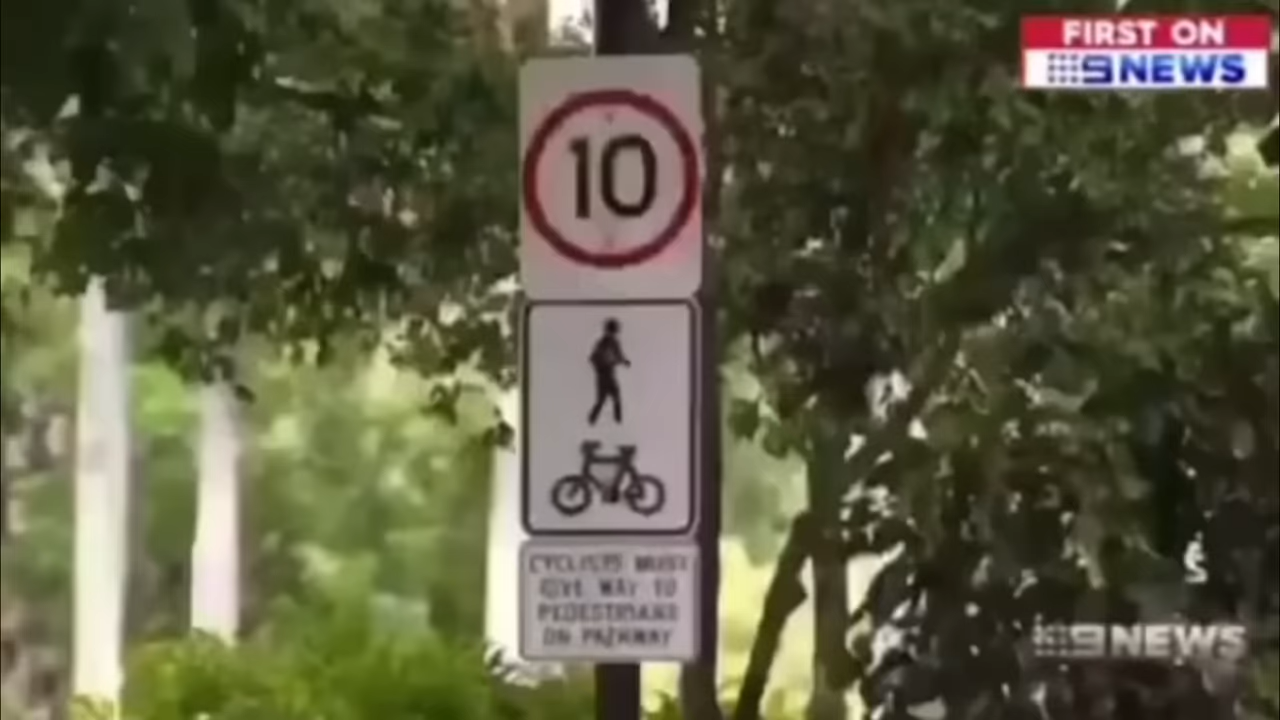 FIRST ON
9NEWS
10
CYCLISTS MUST
GIVE WAY TO
PEDESTRIANS
ON PATHWAY
9NEWS